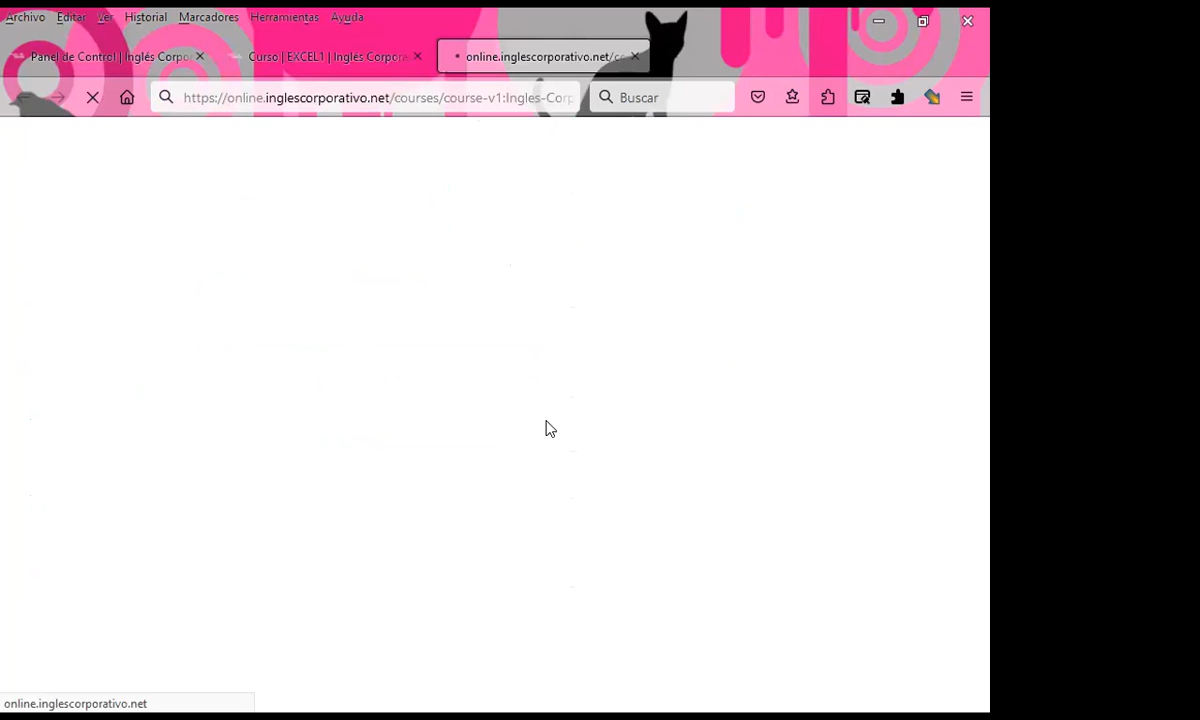 Archivo Editar Ver Historial Marcadores Herramientas Ayuda
Panel de Control | Inglés Corpo
Curso | EXCEL1 | Inglés Corpora
online.inglescorporativo.net/c
https://online.inglescorporativo.net/courses/course-v1:Ingles-Corp
Buscar
online.inglescorporativo.net